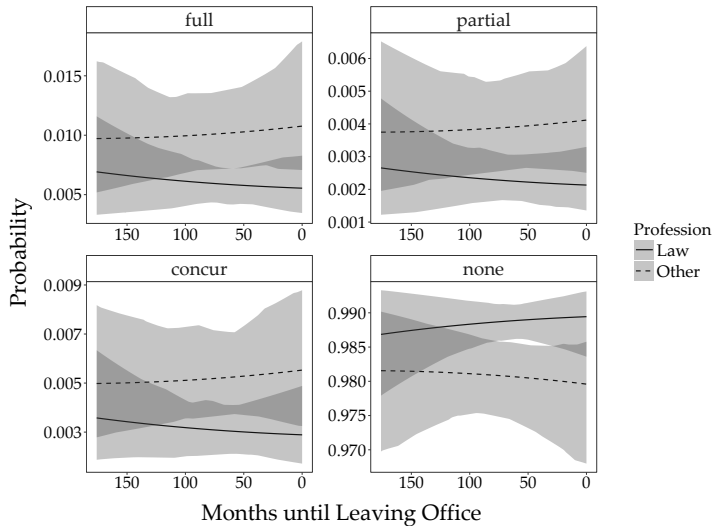 full
partial
0.015
0.010
0.005
0.006
0.005
0.004
0.003
0.002
0.001
150 100 50 0
150 100 50 0
concur
none
0.009
0.007
0.005
0.003
0.990
0.985
0.980
0.975
0.970
150 100 50 0
150 100 50 0
Probability
Months until Leaving Office
Profession
Law
Other